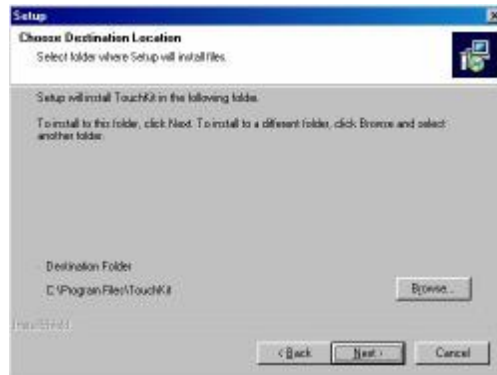 Setup
Choose Destination Location
Select folder where Setup will install files.
Setup will install TouchKit in the following folder.
To install to this folder, click Next. To install to a different folder, click Browse and select
another folder.
Destination Folder
C:\Program Files\TouchKit
Browse...
InstallShield
< Back
Next >
Cancel